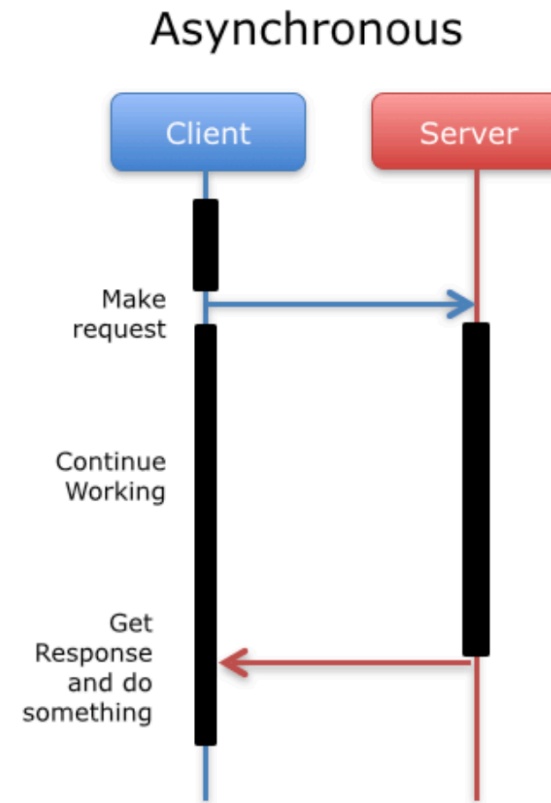 Asynchronous
Client
Server
Make
request
Continue
Working
Get
Response
and do
something